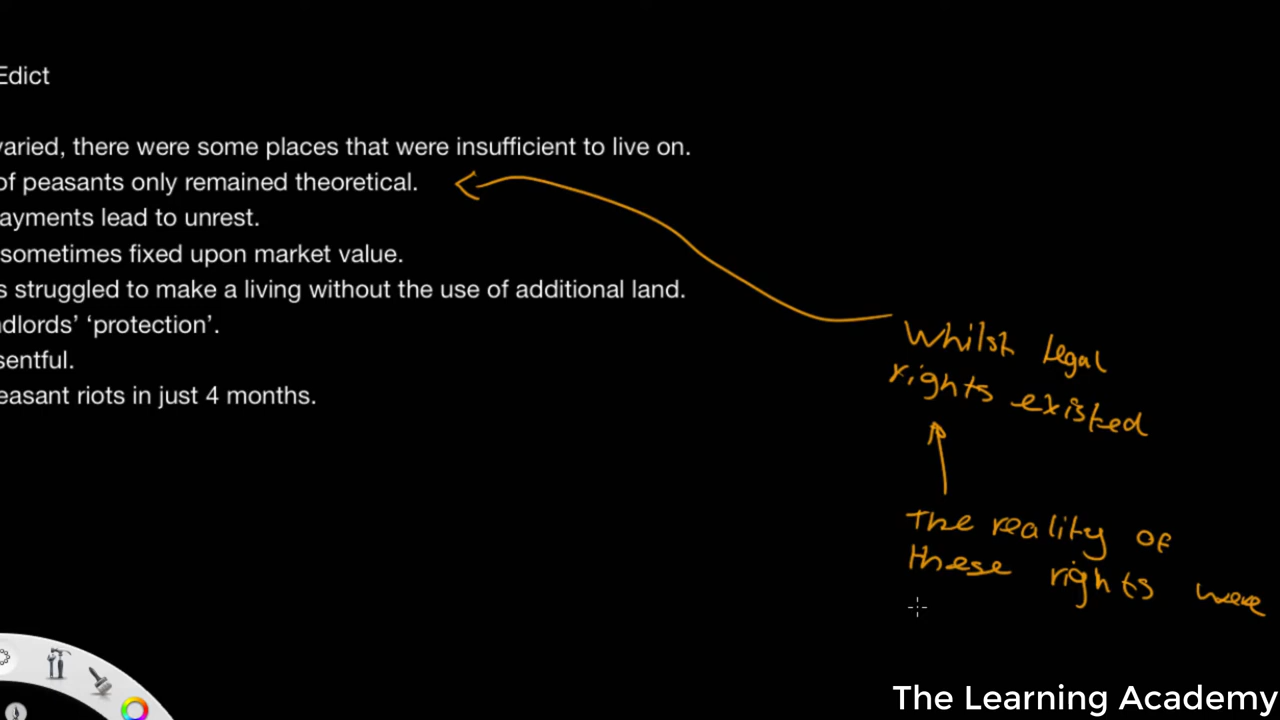 Edict
varied, there were some places that were insufficient to live on.
of peasants only remained theoretical.
ayments lead to unrest.
sometimes fixed upon market value.
s struggled to make a living without the use of additional land.
ndlords’ ‘protection’.
sentful.
easant riots in just 4 months.
Whilst legal
rights existed
The reality of
these rights were
The Learning Academy